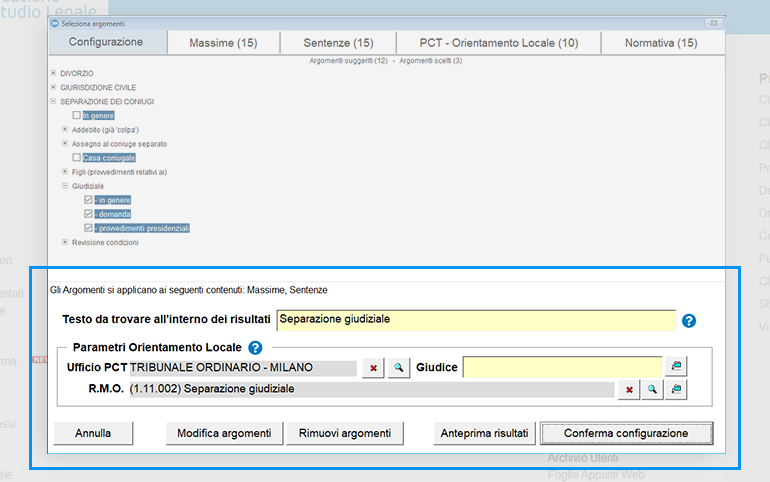 Studio Legale
Seleziona argomenti
Configurazione
Massime (15)
Sentenze (15)
PCT - Orientamento Locale (10)
Normativa (15)
Argomenti suggeriti (12) - Argomenti scelti (3)
DIVORZIO
GIURISDIZIONE CIVILE
SEPARAZIONE DEI CONIUGI
In genere
Addebito (già 'colpa')
Assegno al coniuge separato
Casa coniugale
Figli (provvedimenti relativi ai)
Giudiziale
- in genere
- domanda
- provvedimenti presidenziali
Revisione condizioni
Gli Argomenti si applicano ai seguenti contenuti: Massime, Sentenze
Testo da trovare all'interno dei risultati
Separazione giudiziale
Parametri Orientamento Locale
Ufficio PCT TRIBUNALE ORDINARIO - MILANO
Giudice
R.M.O. (1.11.002) Separazione giudiziale
Annulla
Modifica argomenti
Rimuovi argomenti
Anteprima risultati
Conferma configurazione
Archivio Utenti
Foglio Appunti Web